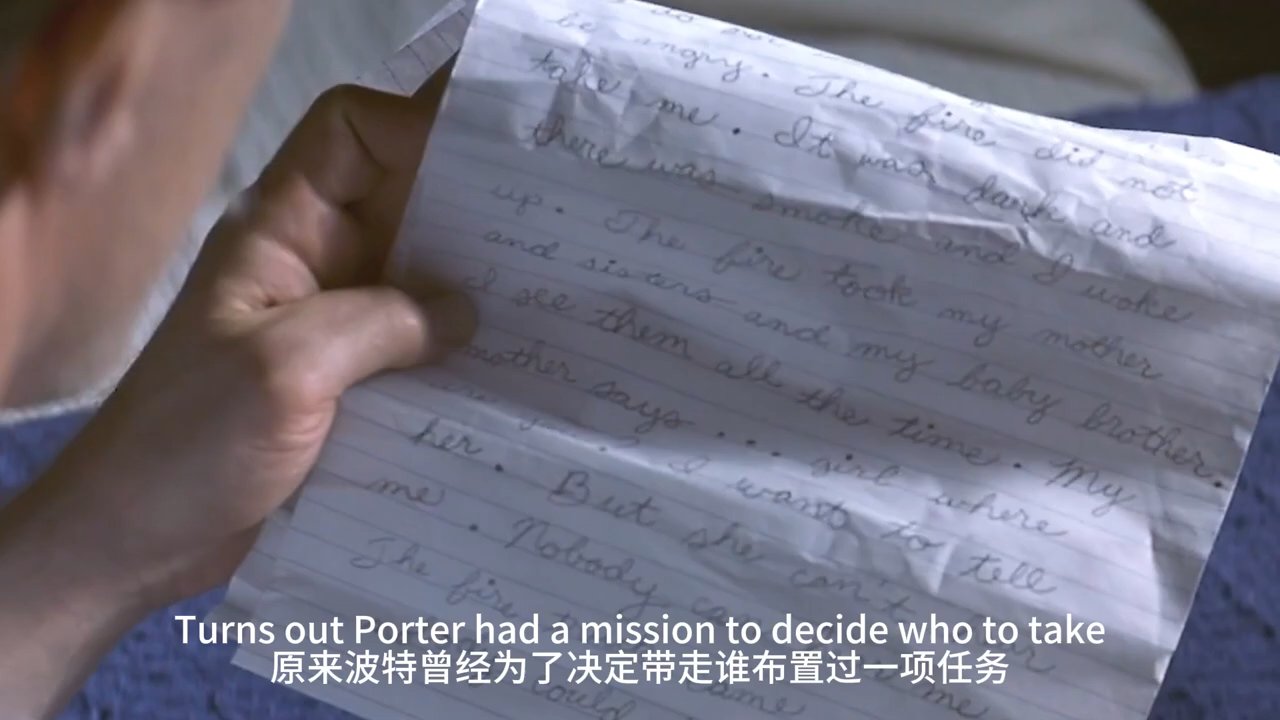 be angry. The fire did not
take me. It was dark and
there was smoke and I woke
up. The fire took my mother
and sisters and my baby brother.
I see them all the time. My
mother says... girl where
I want to tell
her. But she can't
me. Nobody
The fire
came me
could
Turns out Porter had a mission to decide who to take
原来波特曾经为了决定带走谁布置过一项任务